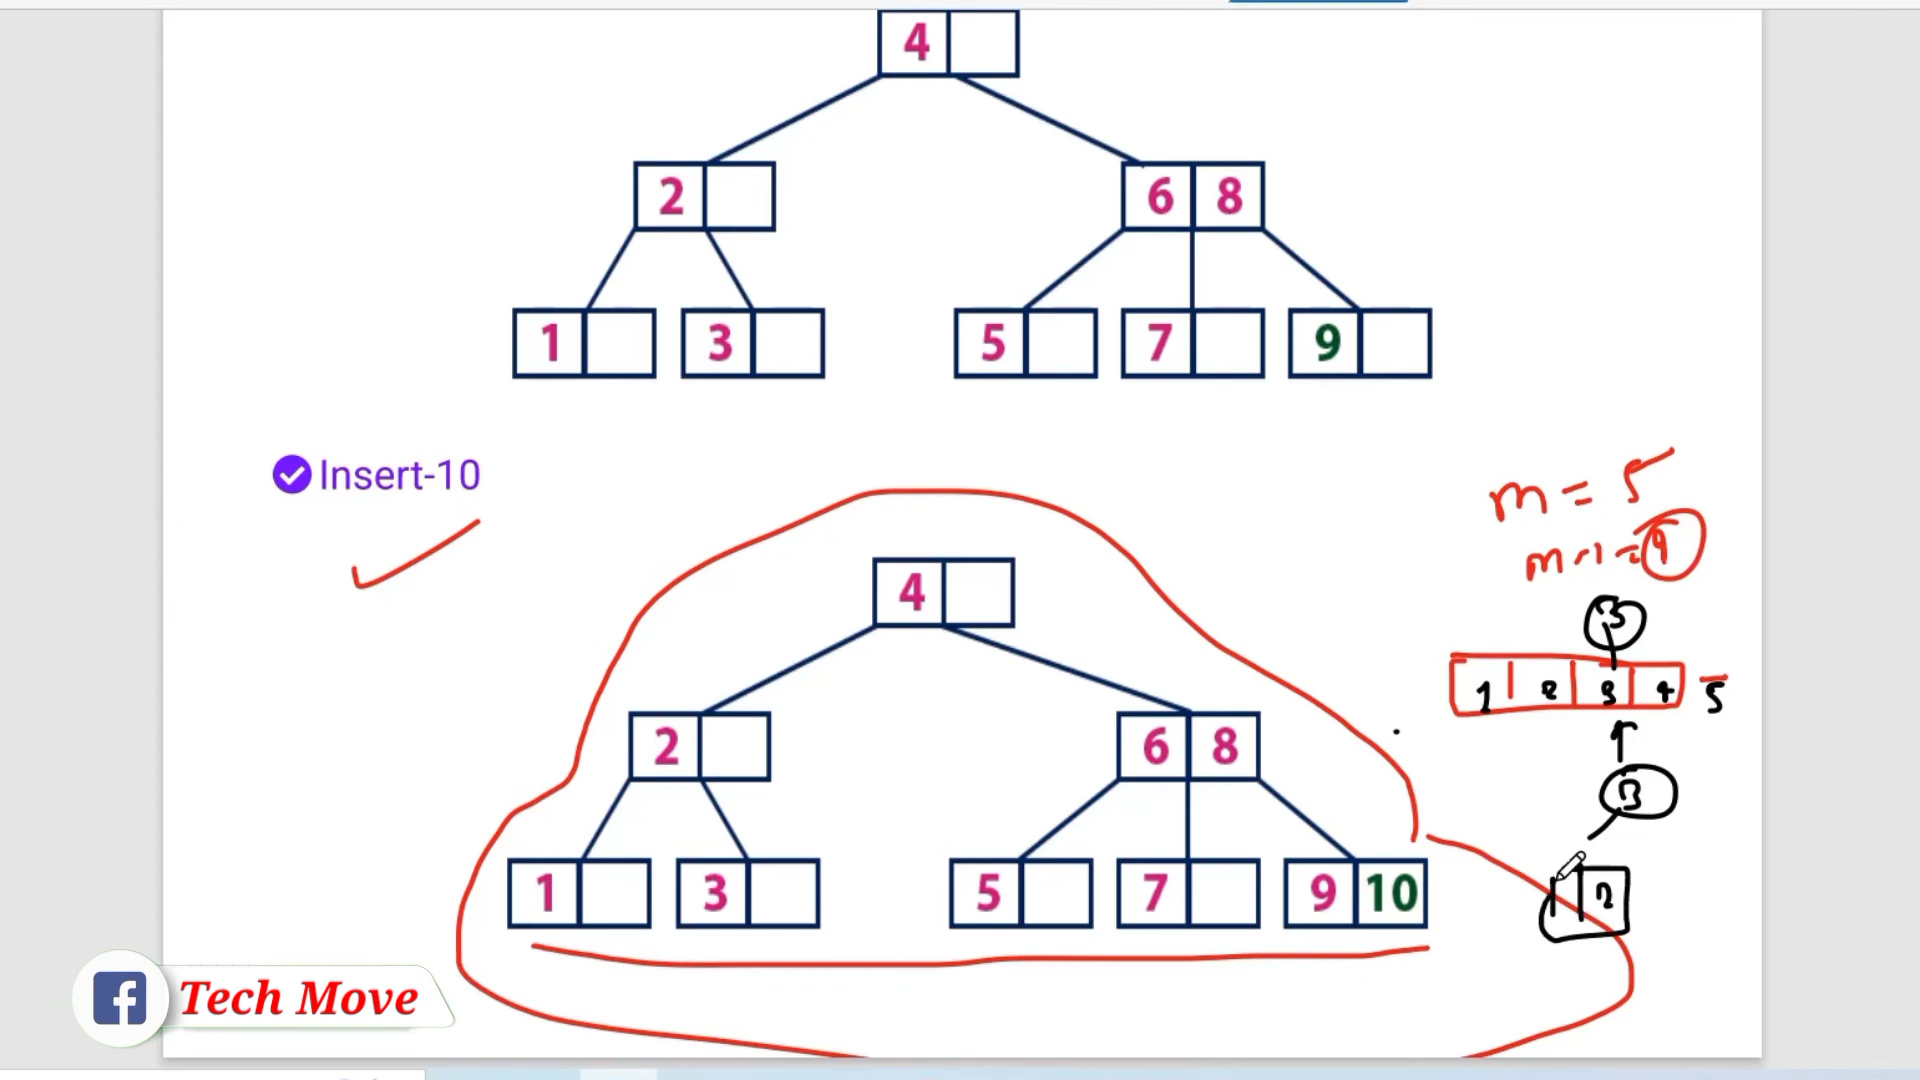 4
2 6 8
1 3 5 7 9
Insert-10
m = 5
m-1=4
3
4
1 2 3 4 5
2 6 8
3
1 3 5 7 9 10
1 2
Tech Move